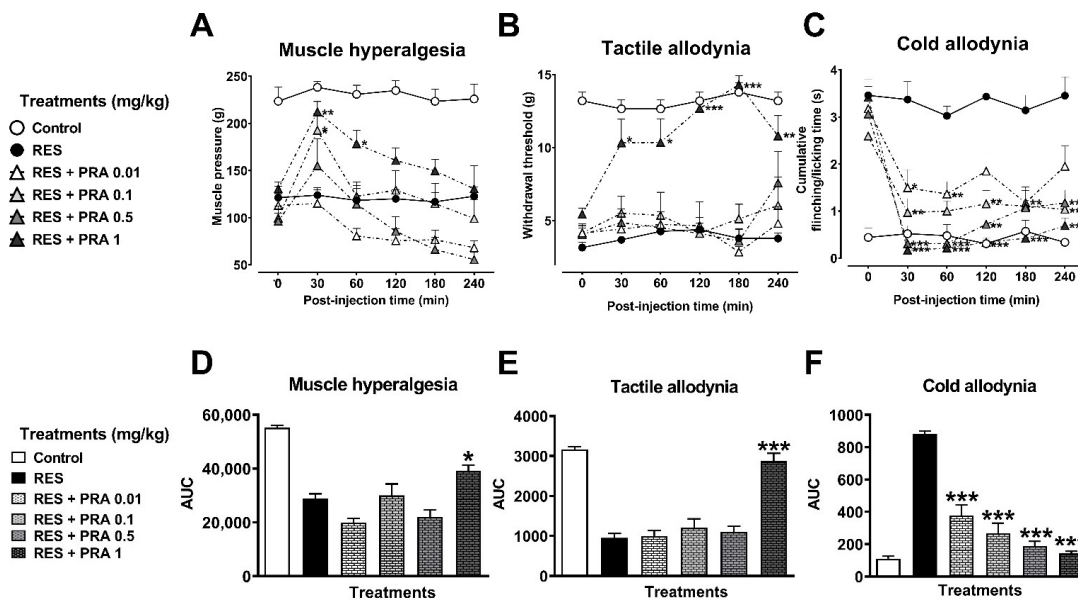 A
Muscle hyperalgesia
Treatments (mg/kg)
Control
RES
RES + PRA 0.01
RES + PRA 0.1
RES + PRA 0.5
RES + PRA 1
Muscle pressure (g)
250
200
150
100
50
**
*
*
0 30 60 120 180 240
Post-injection time (min)
B
Tactile allodynia
Withdrawal threshold (g)
15
10
5
*
*
***
***
**
0 30 60 120 180 240
Post-injection time (min)
C
Cold allodynia
Cumulative
flinching/licking time (s)
4
3
2
1
0
*
**
***
***
**
**
***
***
**
**
***
**
***
**
**
**
0 30 60 120 180 240
Post-injection time (min)
D
Muscle hyperalgesia
Treatments (mg/kg)
Control
RES
RES + PRA 0.01
RES + PRA 0.1
RES + PRA 0.5
RES + PRA 1
AUC
60,000
40,000
20,000
0
*
Treatments
E
Tactile allodynia
AUC
4000
3000
2000
1000
0
***
Treatments
F
Cold allodynia
AUC
1000
800
600
400
200
0
***
***
***
***
Treatments